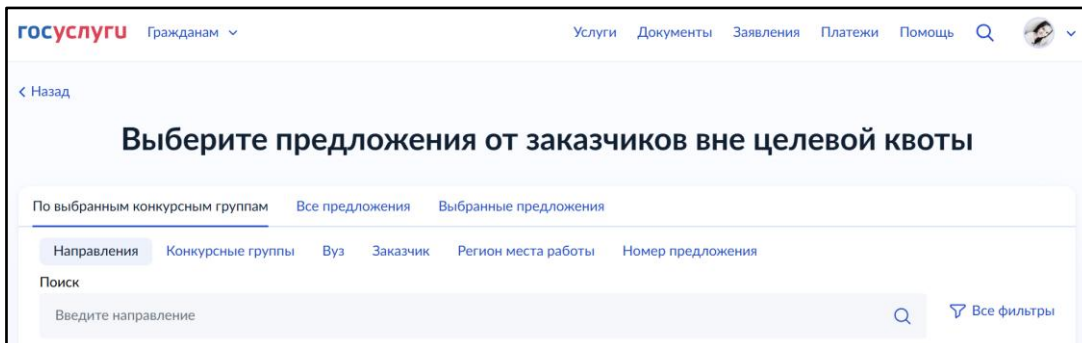 госуслуги Гражданам Услуги Документы Заявления Платежи Помощь
Назад
Выберите предложения от заказчиков вне целевой квоты
По выбранным конкурсным группам Все предложения Выбранные предложения
Направления Конкурсные группы Вуз Заказчик Регион места работы Номер предложения
Поиск
Введите направление Все фильтры